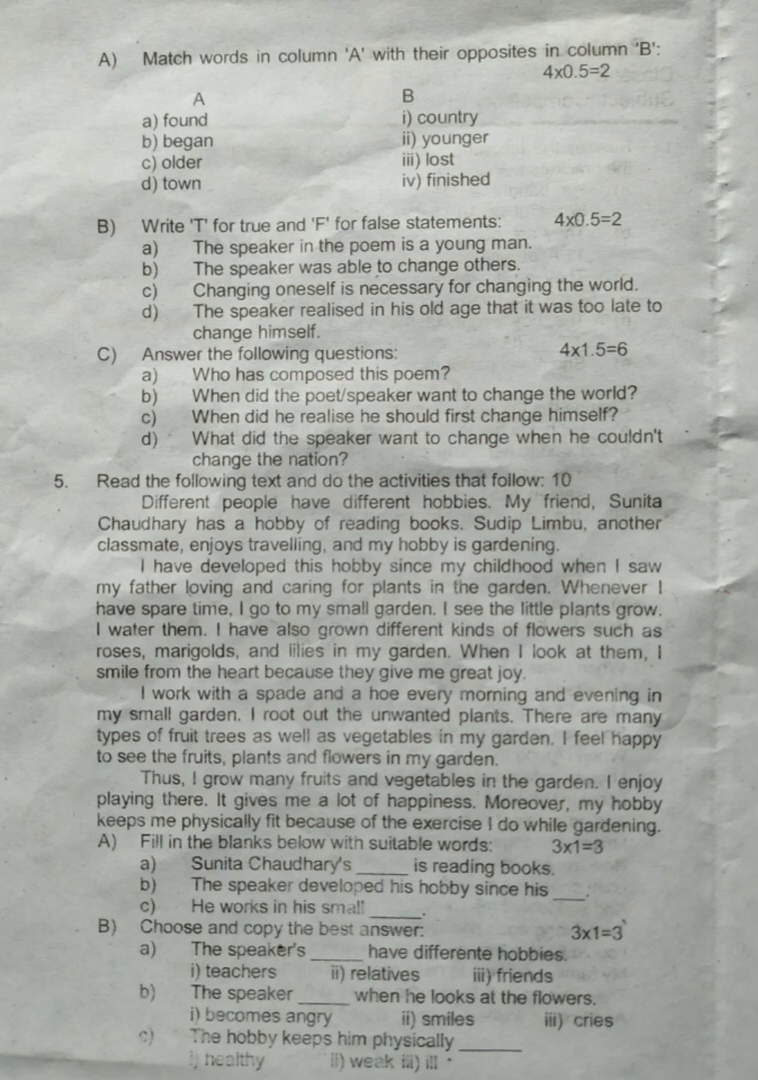 A) Match words in column 'A' with their opposites in column 'B':
4x0.5=2
A B
a) found i) country
b) began ii) younger
c) older iii) lost
d) town iv) finished
B) Write 'T' for true and 'F' for false statements: 4x0.5=2
a) The speaker in the poem is a young man.
b) The speaker was able to change others.
c) Changing oneself is necessary for changing the world.
d) The speaker realised in his old age that it was too late to
change himself.
C) Answer the following questions: 4x1.5=6
a) Who has composed this poem?
b) When did the poet/speaker want to change the world?
c) When did he realise he should first change himself?
d) What did the speaker want to change when he couldn't
change the nation?
5. Read the following text and do the activities that follow: 10
Different people have different hobbies. My friend, Sunita
Chaudhary has a hobby of reading books. Sudip Limbu, another
classmate, enjoys travelling, and my hobby is gardening.
I have developed this hobby since my childhood when I saw
my father loving and caring for plants in the garden. Whenever I
have spare time, I go to my small garden. I see the little plants grow.
I water them. I have also grown different kinds of flowers such as
roses, marigolds, and lilies in my garden. When I look at them, I
smile from the heart because they give me great joy.
I work with a spade and a hoe every morning and evening in
my small garden. I root out the unwanted plants. There are many
types of fruit trees as well as vegetables in my garden. I feel happy
to see the fruits, plants and flowers in my garden.
Thus, I grow many fruits and vegetables in the garden. I enjoy
playing there. It gives me a lot of happiness. Moreover, my hobby
keeps me physically fit because of the exercise I do while gardening.
A) Fill in the blanks below with suitable words: 3x1=3
a) Sunita Chaudhary's _____ is reading books.
b) The speaker developed his hobby since his ___.
c) He works in his small _____.
B) Choose and copy the best answer: 3x1=3
a) The speaker's _____ have differente hobbies.
i) teachers ii) relatives iii) friends
b) The speaker _____ when he looks at the flowers.
i) becomes angry ii) smiles iii) cries
c) The hobby keeps him physically ______
i) healthy ii) weak iii) ill